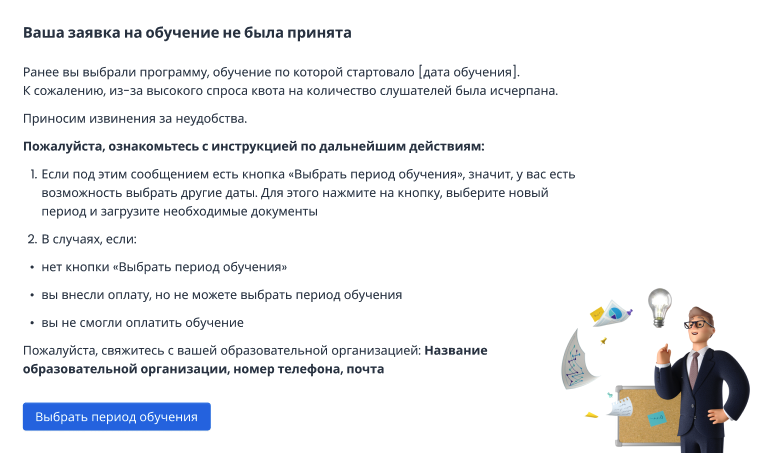 Ваша заявка на обучение не была принята
Ранее вы выбрали программу, обучение по которой стартовало [дата обучения].
К сожалению, из-за высокого спроса квота на количество слушателей была исчерпана.
Приносим извинения за неудобства.
Пожалуйста, ознакомьтесь с инструкцией по дальнейшим действиям:
1. Если под этим сообщением есть кнопка «Выбрать период обучения», значит, у вас есть
возможность выбрать другие даты. Для этого нажмите на кнопку, выберите новый
период и загрузите необходимые документы
2. В случаях, если:
• нет кнопки «Выбрать период обучения»
• вы внесли оплату, но не можете выбрать период обучения
• вы не смогли оплатить обучение
Пожалуйста, свяжитесь с вашей образовательной организацией: Название
образовательной организации, номер телефона, почта
Выбрать период обучения